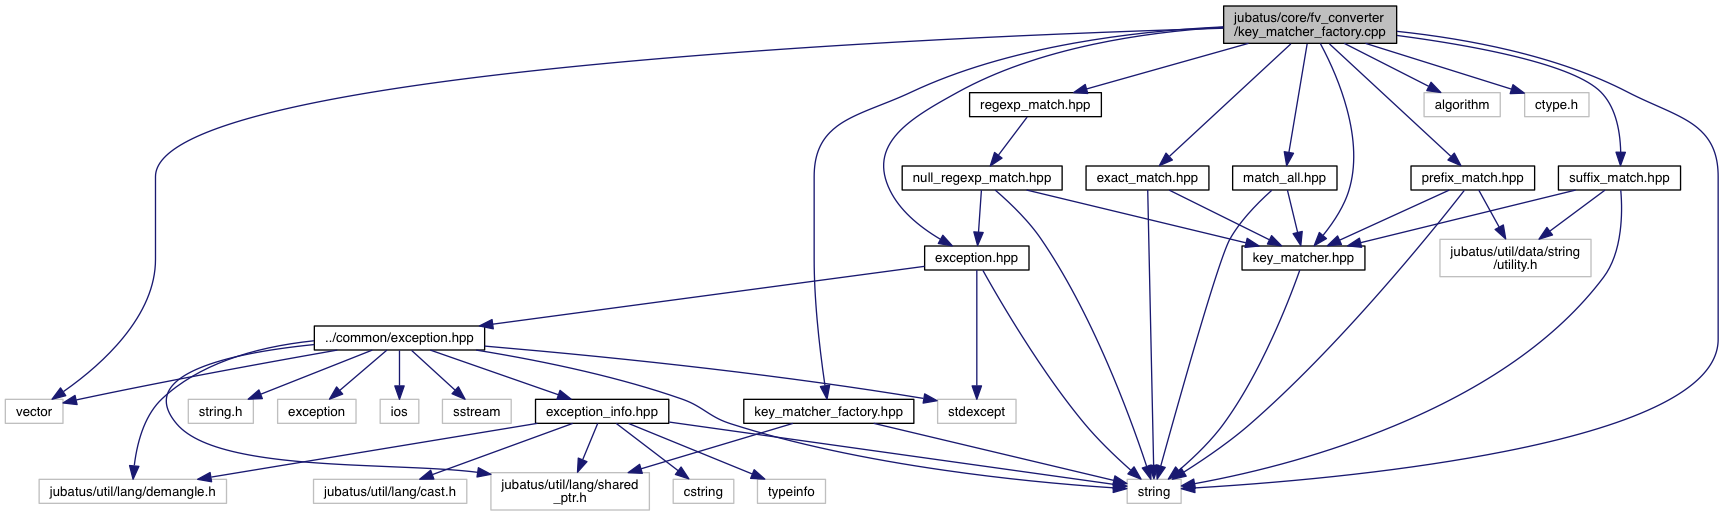 jubatus/core/fv_converter
/key_matcher_factory.cpp
regexp_match.hpp
algorithm
ctype.h
null_regexp_match.hpp
exact_match.hpp
match_all.hpp
prefix_match.hpp
suffix_match.hpp
exception.hpp
key_matcher.hpp
jubatus/util/data/string
/utility.h
../common/exception.hpp
vector
string.h
exception
ios
sstream
exception_info.hpp
key_matcher_factory.hpp
stdexcept
jubatus/util/lang/demangle.h
jubatus/util/lang/cast.h
jubatus/util/lang/shared
_ptr.h
cstring
typeinfo
string